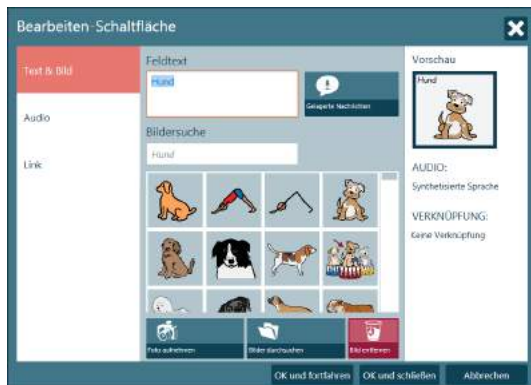 Bearbeiten-Schaltfläche
Text & Bild
Audio
Link
Feldtext
Hund
Gelagerte Nachrichten
Bildersuche
Hund
Foto aufnehmen
Bilder durchsuchen
Bild entfernen
Vorschau
Hund
AUDIO:
Synthetisierte Sprache
VERKNÜPFUNG:
Keine Verknüpfung
OK und fortfahren
OK und schließen
Abbrechen